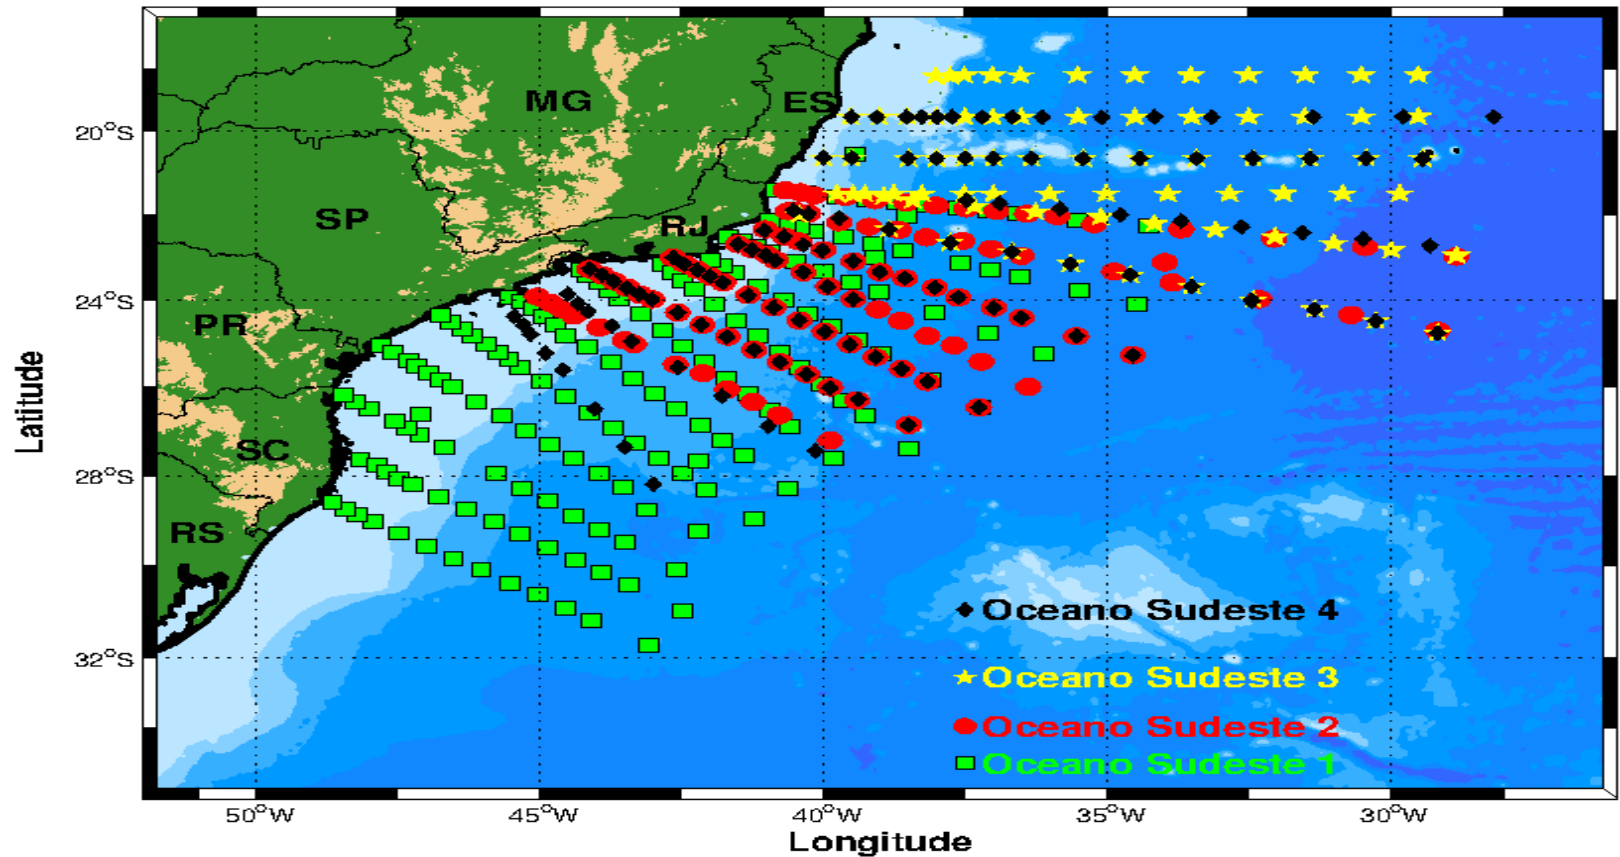 MG
ES
20°S
SP
RJ
24°S
PR
SC
28°S
RS
Oceano Sudeste 4
32°S
Oceano Sudeste 3
Oceano Sudeste 2
Oceano Sudeste 1
50°W 45°W 40°W 35°W 30°W
Longitude
Latitude